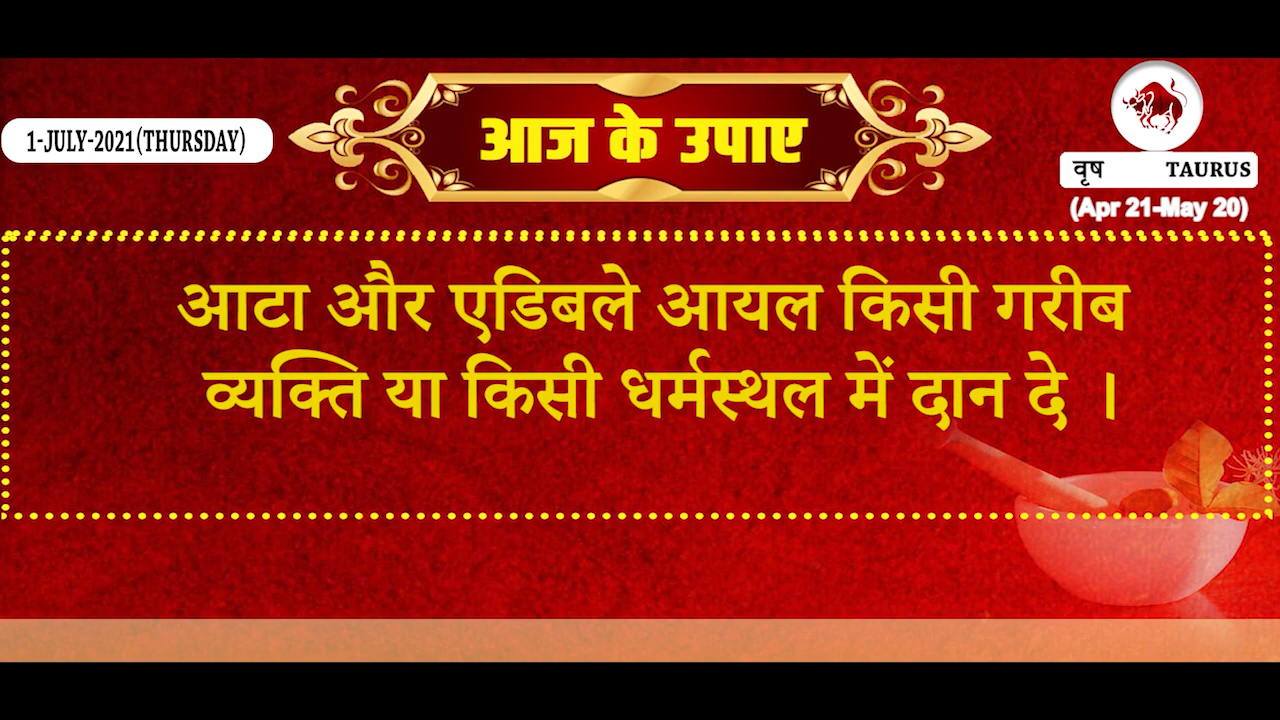 1-JULY-2021(THURSDAY)
आज के उपाए
वृष TAURUS
(Apr 21-May 20)
आटा और एडिबले आयल किसी गरीब
व्यक्ति या किसी धर्मस्थल में दान दे ।